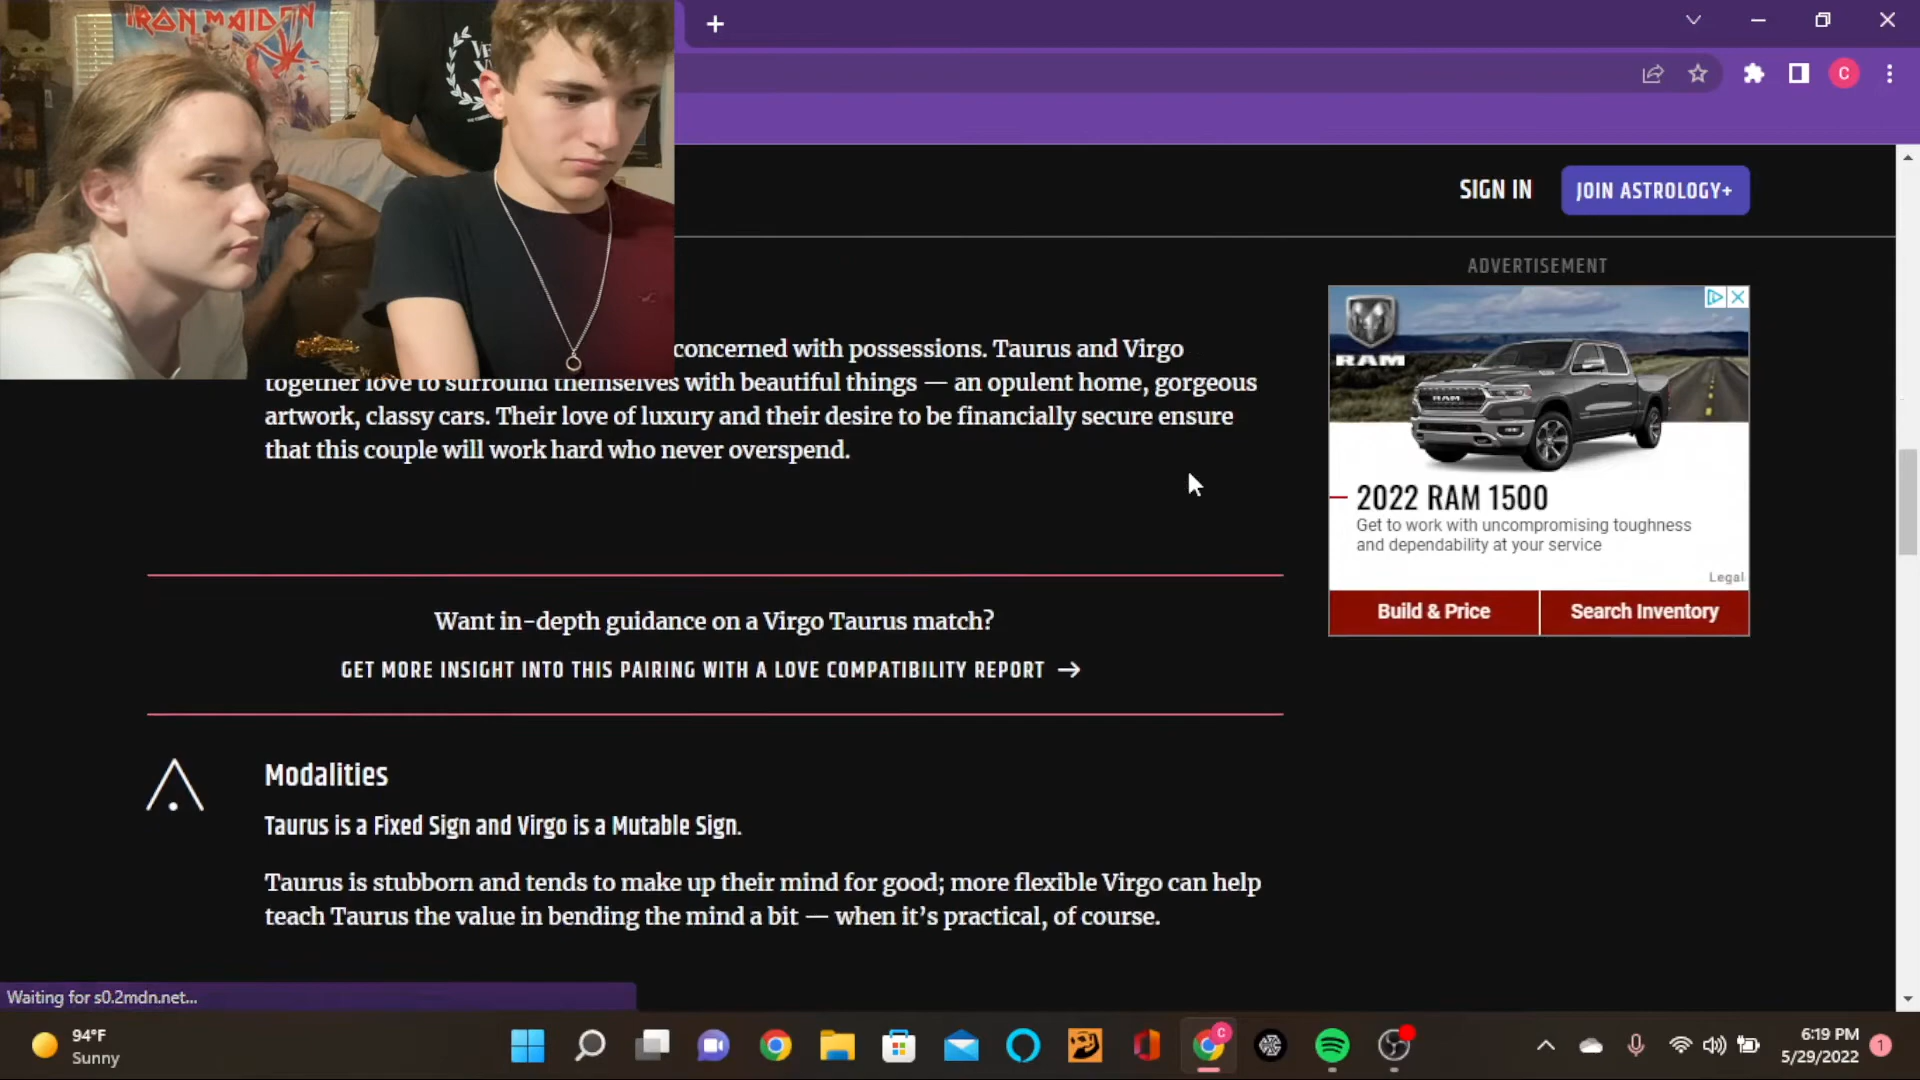 IRON MAIDEN
SIGN IN
JOIN ASTROLOGY+
ADVERTISEMENT
RAM
concerned with possessions. Taurus and Virgo
together love to surround themselves with beautiful things — an opulent home, gorgeous
artwork, classy cars. Their love of luxury and their desire to be financially secure ensure
that this couple will work hard who never overspend.
2022 RAM 1500
Get to work with uncompromising toughness
and dependability at your service
Legal
Build & Price
Search Inventory
Want in-depth guidance on a Virgo Taurus match?
GET MORE INSIGHT INTO THIS PAIRING WITH A LOVE COMPATIBILITY REPORT →
Modalities
Taurus is a Fixed Sign and Virgo is a Mutable Sign.
Taurus is stubborn and tends to make up their mind for good; more flexible Virgo can help
teach Taurus the value in bending the mind a bit — when it's practical, of course.
Waiting for s0.2mdn.net...
94°F
Sunny
C
C
6:19 PM
5/29/2022
1